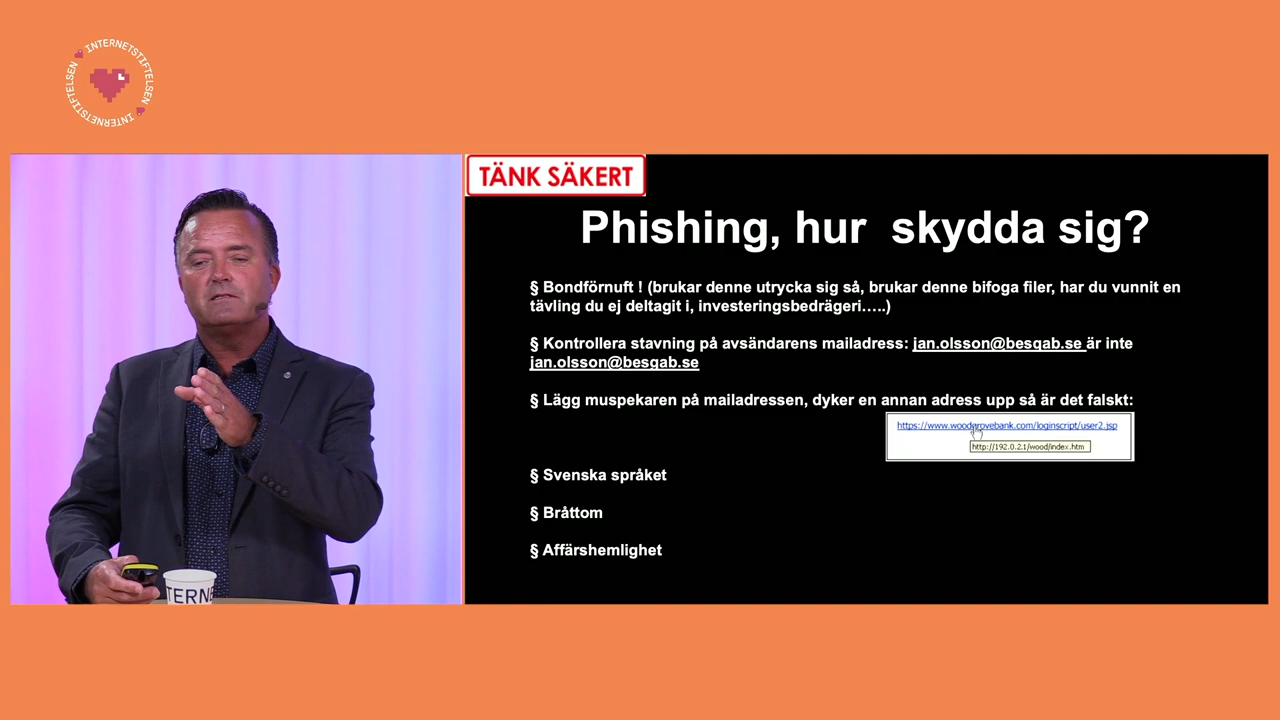 INTERNETSTIFTELSEN
INTERNETSTIFTELSEN
TÄNK SÄKERT
Phishing, hur  skydda sig?
§ Bondförnuft ! (brukar denne utrycka sig så, brukar denne bifoga filer, har du vunnit en
tävling du ej deltagit i, investeringsbedrägeri…..)
§ Kontrollera stavning på avsändarens mailadress: jan.olsson@besqab.se är inte
jan.olsson@besgab.se
§ Lägg muspekaren på mailadressen, dyker en annan adress upp så är det falskt:
https://www.woodgrovebank.com/loginscript/user2.jsp
http://192.0.2.1/wood/index.htm
§ Svenska språket
§ Bråttom
§ Affärshemlighet
TERNE